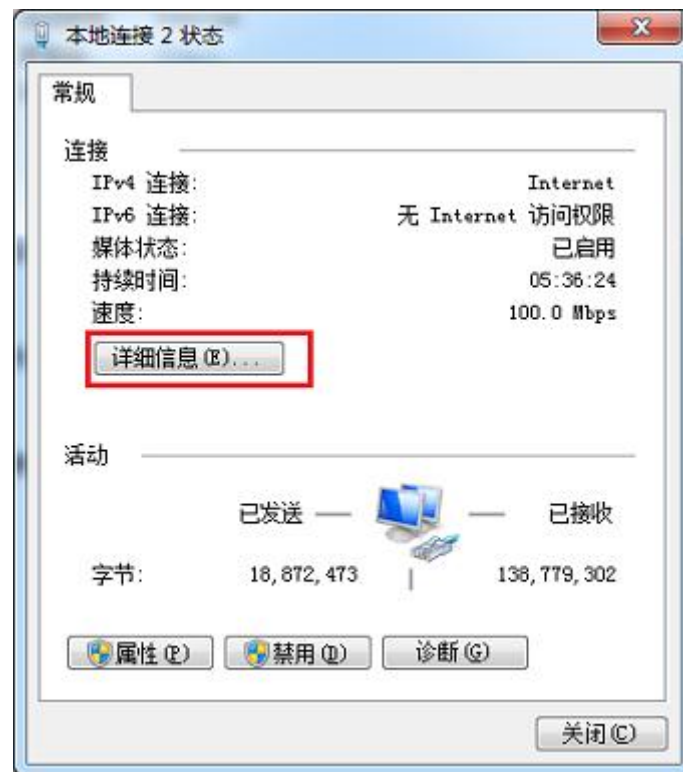 本地连接 2 状态
常规
连接
IPv4 连接: Internet
IPv6 连接: 无 Internet 访问权限
媒体状态: 已启用
持续时间: 05:36:24
速度: 100.0 Mbps
详细信息(E)...
活动
已发送 — — 已接收
字节: 18,872,473 | 138,779,302
属性(P) 禁用(D) 诊断(G)
关闭(C)